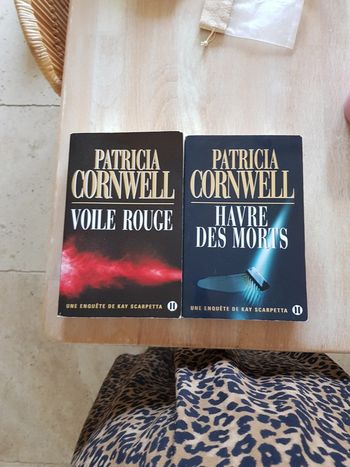 PATRICIA
CORNWELL
VOILE ROUGE
UNE ENQUÊTE DE KAY SCARPETTA
PATRICIA
CORNWELL
HAVRE
DES MORTS
UNE ENQUÊTE DE KAY SCARPETTA